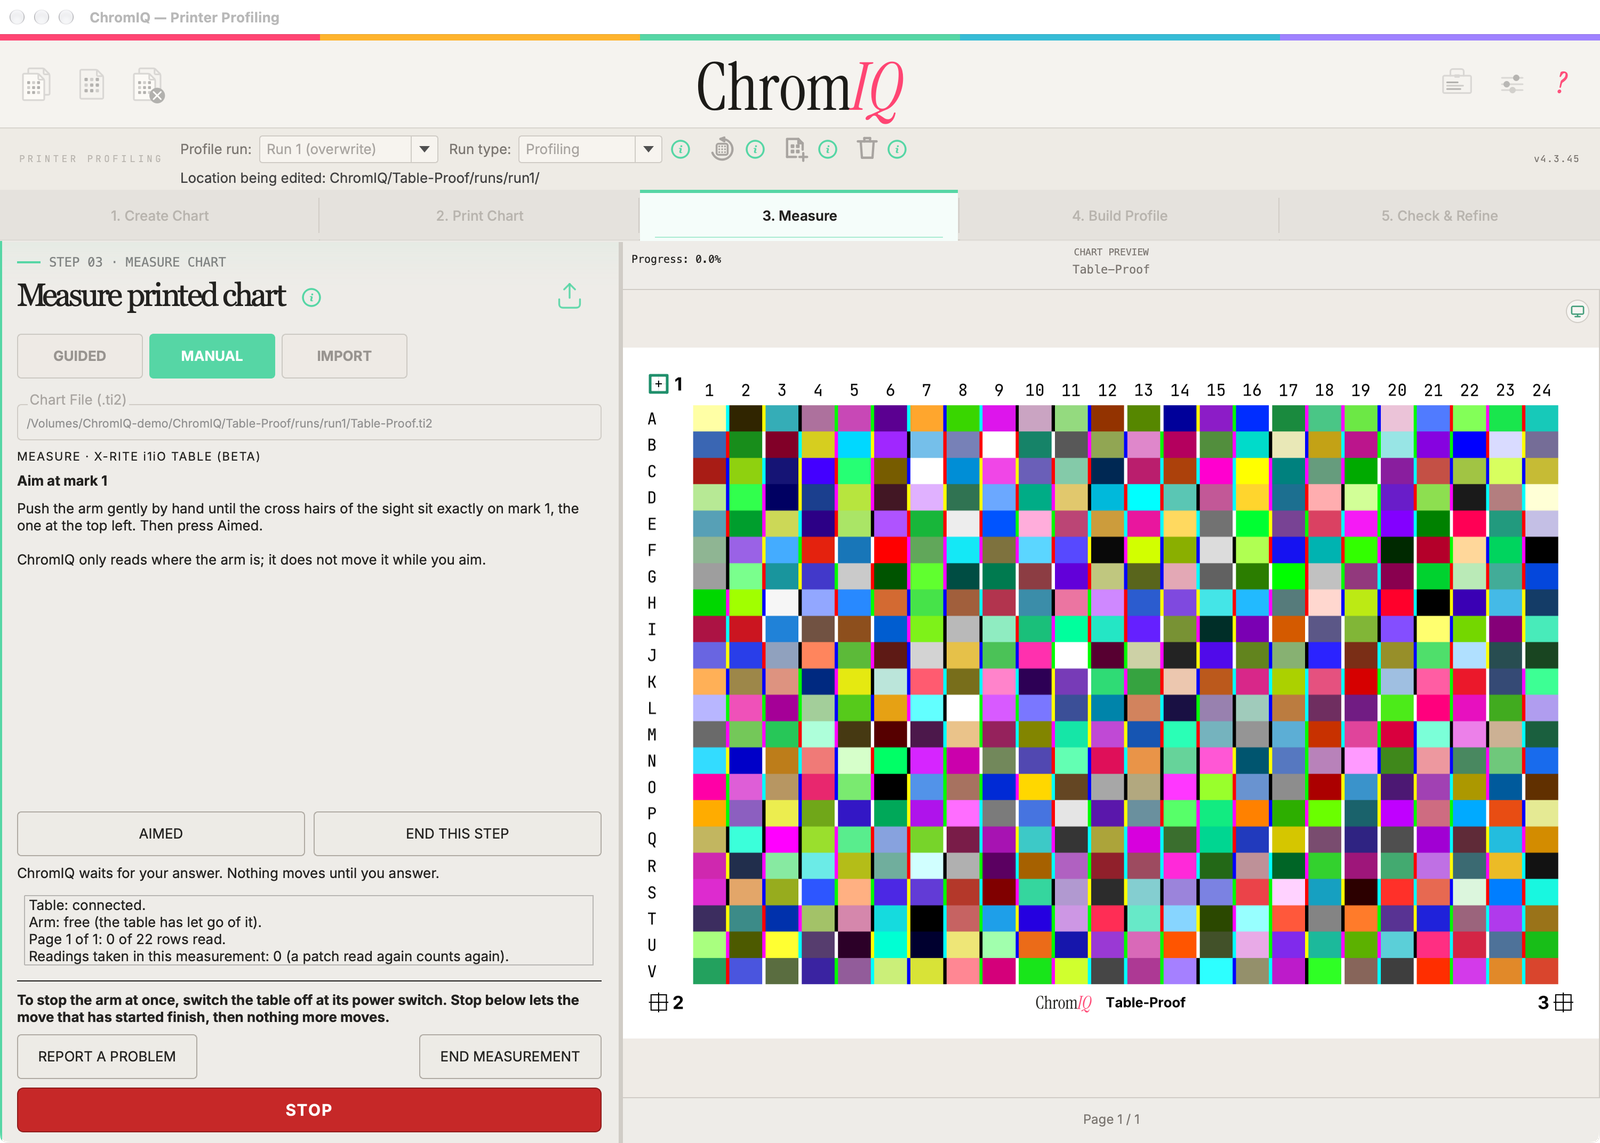 ChromIQ — Printer Profiling
ChromIQ
?
PRINTER PROFILING
Profile run: Run 1 (overwrite) Run type: Profiling
v4.3.45
Location being edited: ChromIQ/Table-Proof/runs/run1/
1. Create Chart
2. Print Chart
3. Measure
4. Build Profile
5. Check & Refine
STEP 03 · MEASURE CHART
Measure printed chart
GUIDED
MANUAL
IMPORT
Chart File (.ti2)
/Volumes/ChromIQ-demo/ChromIQ/Table-Proof/runs/run1/Table-Proof.ti2
MEASURE · X-RITE i1iO TABLE (BETA)
Aim at mark 1
Push the arm gently by hand until the cross hairs of the sight sit exactly on mark 1, the
one at the top left. Then press Aimed.
ChromIQ only reads where the arm is; it does not move it while you aim.
AIMED
END THIS STEP
ChromIQ waits for your answer. Nothing moves until you answer.
Table: connected.
Arm: free (the table has let go of it).
Page 1 of 1: 0 of 22 rows read.
Readings taken in this measurement: 0 (a patch read again counts again).
To stop the arm at once, switch the table off at its power switch. Stop below lets the
move that has started finish, then nothing more moves.
REPORT A PROBLEM
END MEASUREMENT
STOP
Progress: 0.0%
CHART PREVIEW
Table-Proof
1
1 2 3 4 5 6 7 8 9 10 11 12 13 14 15 16 17 18 19 20 21 22 23 24
A
B
C
D
E
F
G
H
I
J
K
L
M
N
O
P
Q
R
S
T
U
V
2
ChromIQ Table-Proof
3
Page 1 / 1